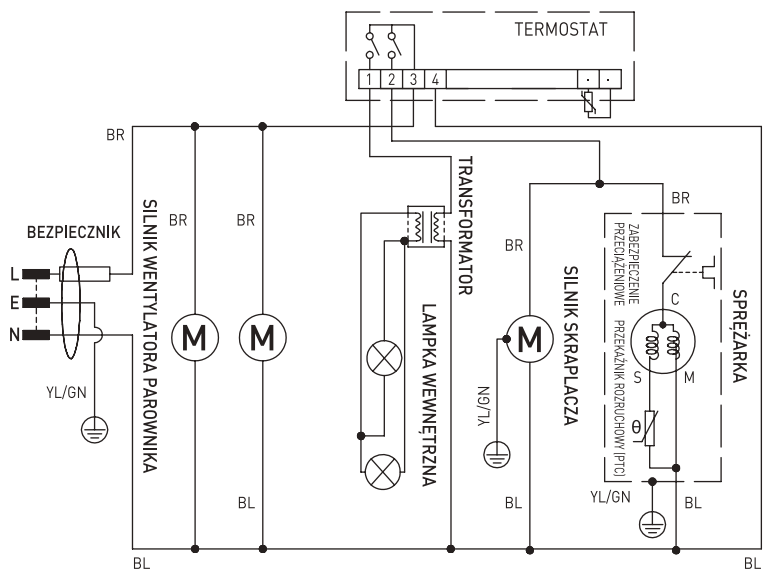 TERMOSTAT
1 2 3 4
BR
BR
BR
BR
BR
SILNIK WENTYLATORA PAROWNIKA
TRANSFORMATOR
BEZPIECZNIK
L
E
N
YL/GN
M
M
M
LAMPKA WEWNĘTRZNA
SILNIK SKRAPLACZA
YL/GN
ZABEZPIECZENIE
PRZECIĄŻENIOWE
PRZEKAŹNIK ROZRUCHOWY (PTC)
SPRĘŻARKA
C
S
M
θ
YL/GN
BL
BL
BL
BL
BL